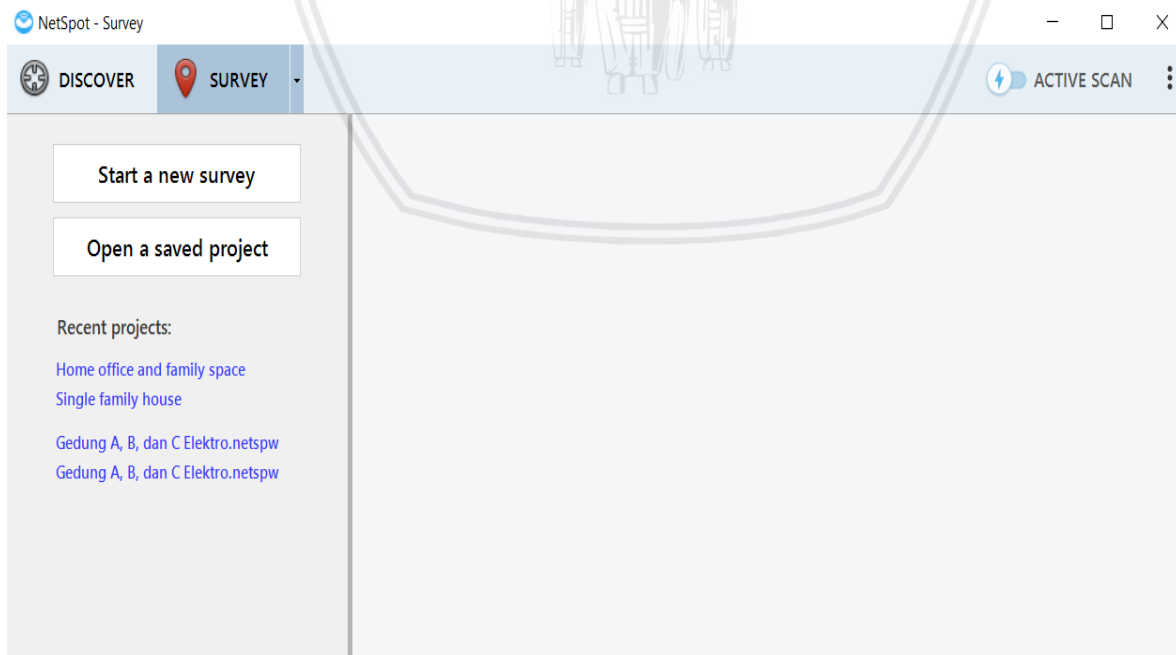 NetSpot - Survey
DISCOVER
SURVEY
ACTIVE SCAN
Start a new survey
Open a saved project
Recent projects:
Home office and family space
Single family house
Gedung A, B, dan C Elektro.netspw
Gedung A, B, dan C Elektro.netspw